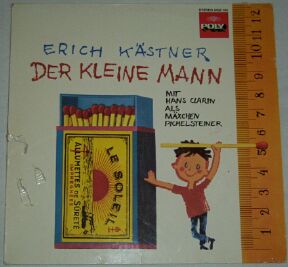 POLY
ERICH KÄSTNER
DER KLEINE MANN
MIT
HANS CLARIN
ALS
MÄXCHEN
PICHELSTEINER
LE SOLEIL
ALLUMETTES DE SÛRETÉ
IMPREGNEES
1 2 3 4 5 6 7 8 9 10 11 12